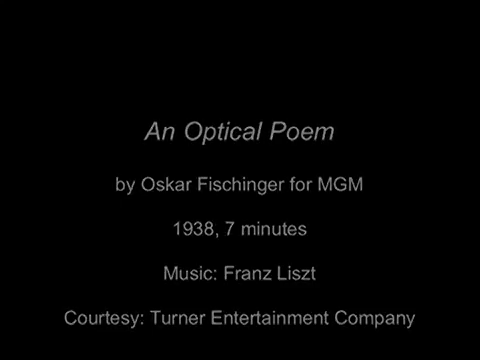 An Optical Poem
by Oskar Fischinger for MGM
1938, 7 minutes
Music: Franz Liszt
Courtesy: Turner Entertainment Company